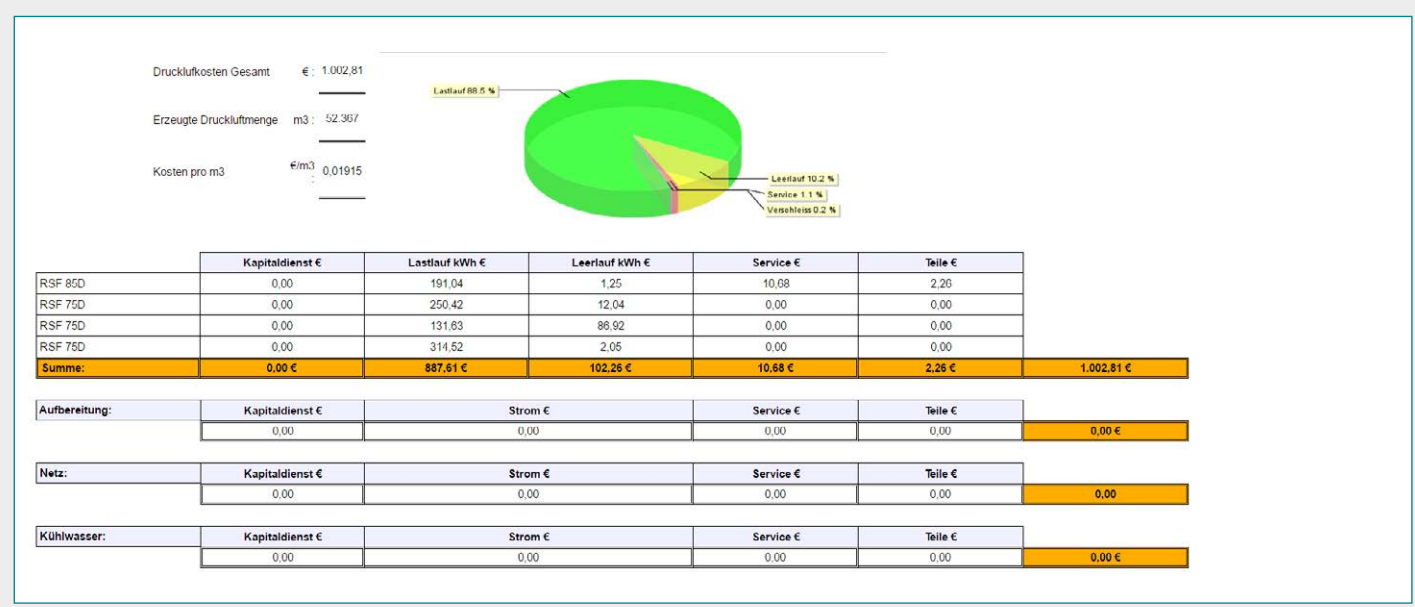 Drucklufkosten Gesamt € : 1.002,81
Erzeugte Druckluftmenge m3 : 52.367
Kosten pro m3 €/m3 : 0,01915
Lastlauf 88.5 %
Leerlauf 10.2 %
Service 1.1 %
Verschleiss 0.2 %
Kapitaldienst € Lastlauf kWh € Leerlauf kWh € Service € Teile €
RSF 85D 0,00 191,04 1,25 10,68 2,26
RSF 75D 0,00 250,42 12,04 0,00 0,00
RSF 75D 0,00 131,63 86,92 0,00 0,00
RSF 75D 0,00 314,52 2,05 0,00 0,00
Summe: 0,00 € 887,61 € 102,26 € 10,68 € 2,26 € 1.002,81 €
Aufbereitung: Kapitaldienst € Strom € Service € Teile €
0,00 0,00 0,00 0,00 0,00 €
Netz: Kapitaldienst € Strom € Service € Teile €
0,00 0,00 0,00 0,00 0,00
Kühlwasser: Kapitaldienst € Strom € Service € Teile €
0,00 0,00 0,00 0,00 0,00 €